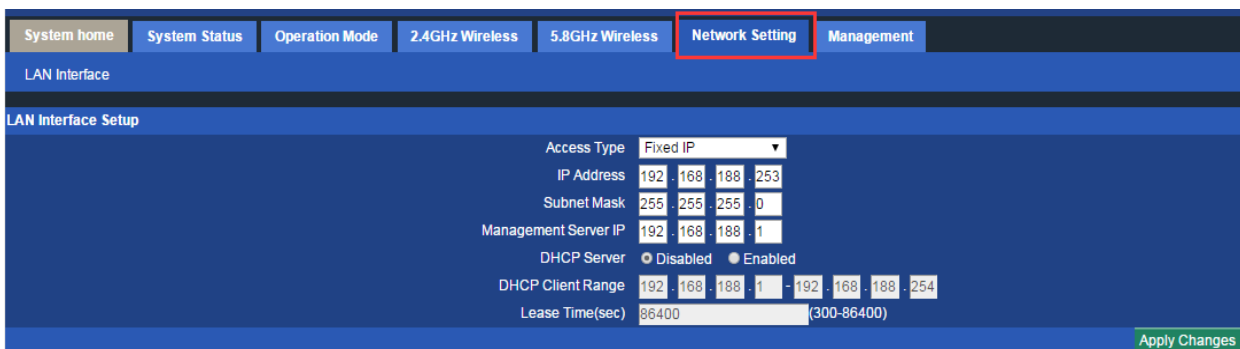 System home System Status Operation Mode 2.4GHz Wireless 5.8GHz Wireless Network Setting Management
LAN Interface
LAN Interface Setup
Access Type Fixed IP
IP Address 192 . 168 . 188 . 253
Subnet Mask 255 . 255 . 255 . 0
Management Server IP 192 . 168 . 188 . 1
DHCP Server Disabled Enabled
DHCP Client Range 192 . 168 . 188 . 1 - 192 . 168 . 188 . 254
Lease Time(sec) 86400 (300-86400)
Apply Changes